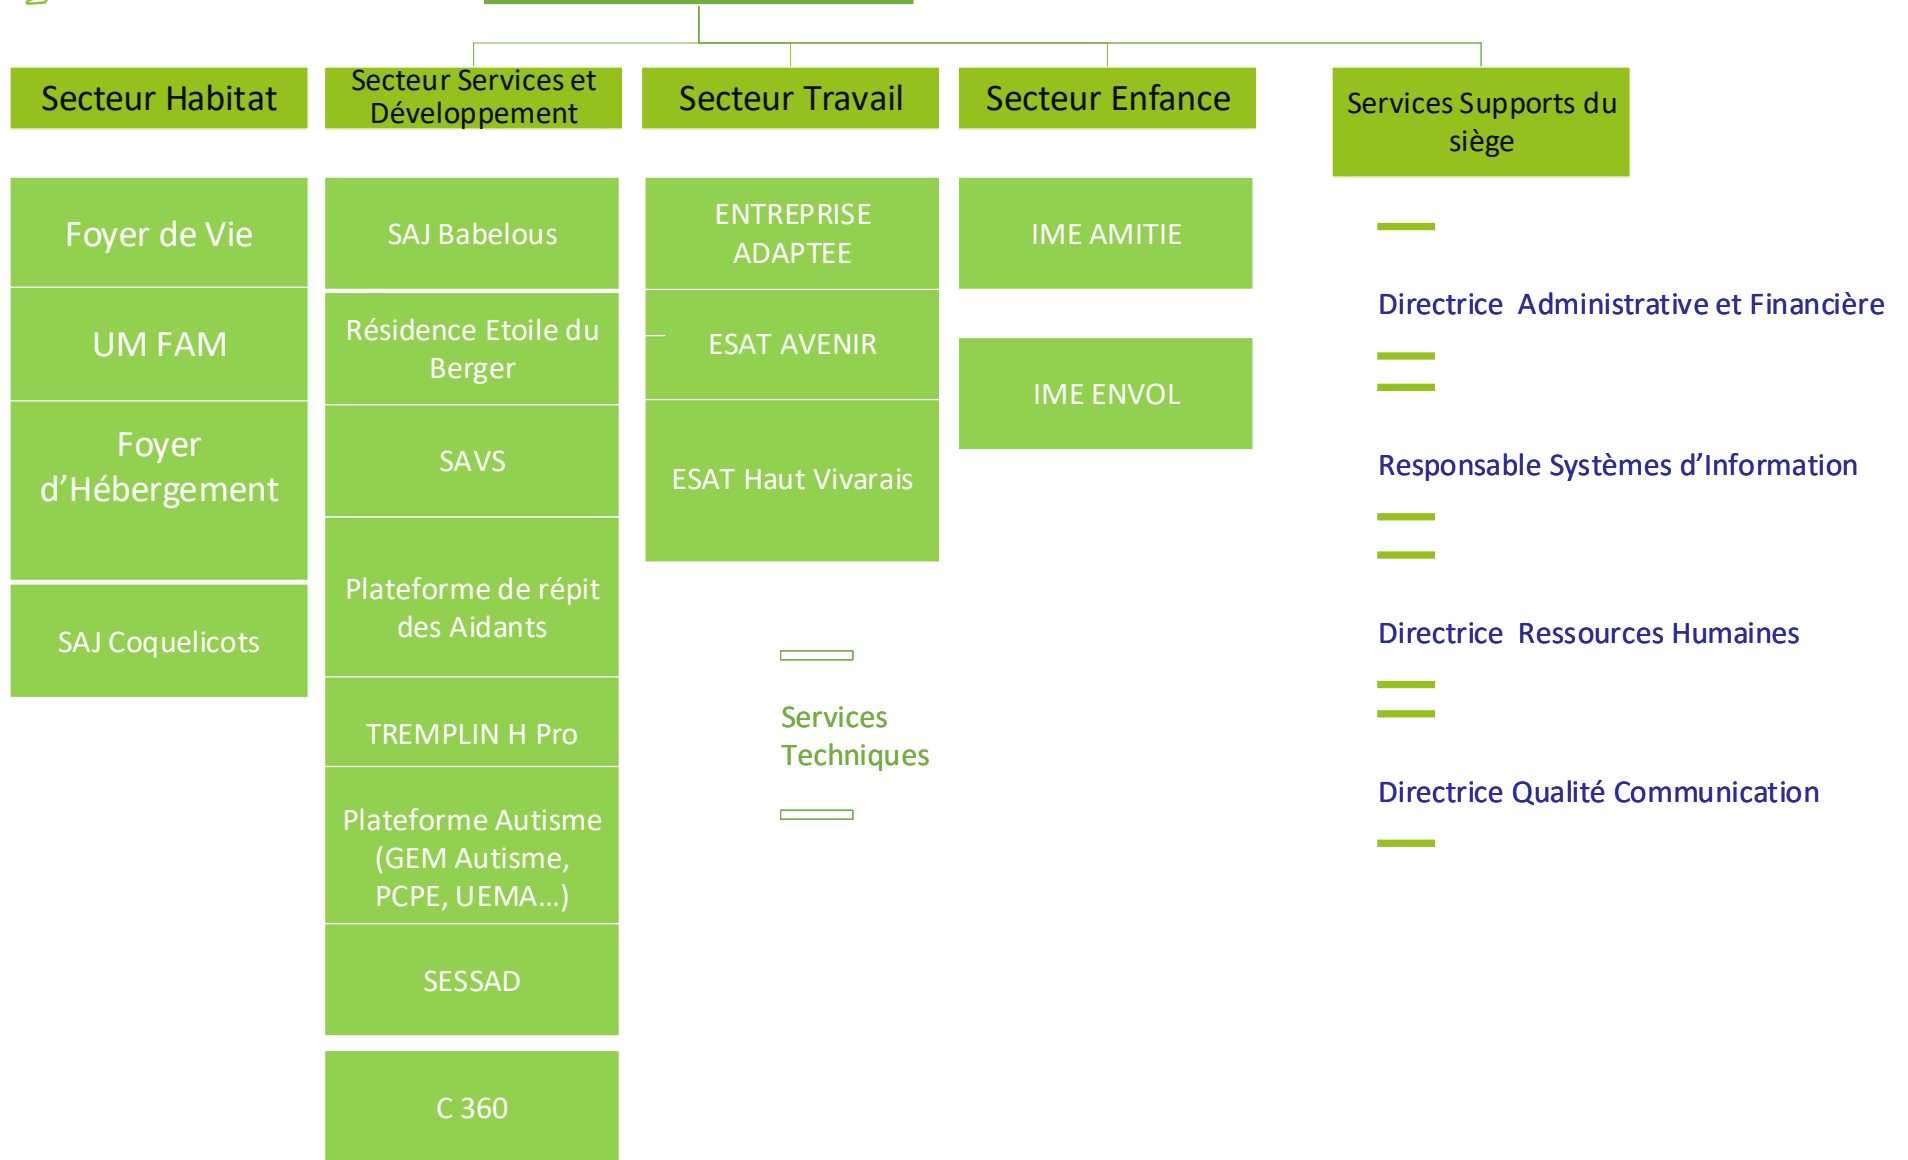 Secteur Habitat
Foyer de Vie
UM FAM
Foyer
d’Hébergement
SAJ Coquelicots
Secteur Services et
Développement
SAJ Babelous
Résidence Etoile du
Berger
SAVS
Plateforme de répit
des Aidants
TREMPLIN H Pro
Plateforme Autisme
(GEM Autisme,
PCPE, UEMA…)
SESSAD
C 360
Secteur Travail
ENTREPRISE
ADAPTEE
ESAT AVENIR
ESAT Haut Vivarais
Services
Techniques
Secteur Enfance
IME AMITIE
IME ENVOL
Services Supports du
siège
Directrice Administrative et Financière
Responsable Systèmes d’Information
Directrice Ressources Humaines
Directrice Qualité Communication